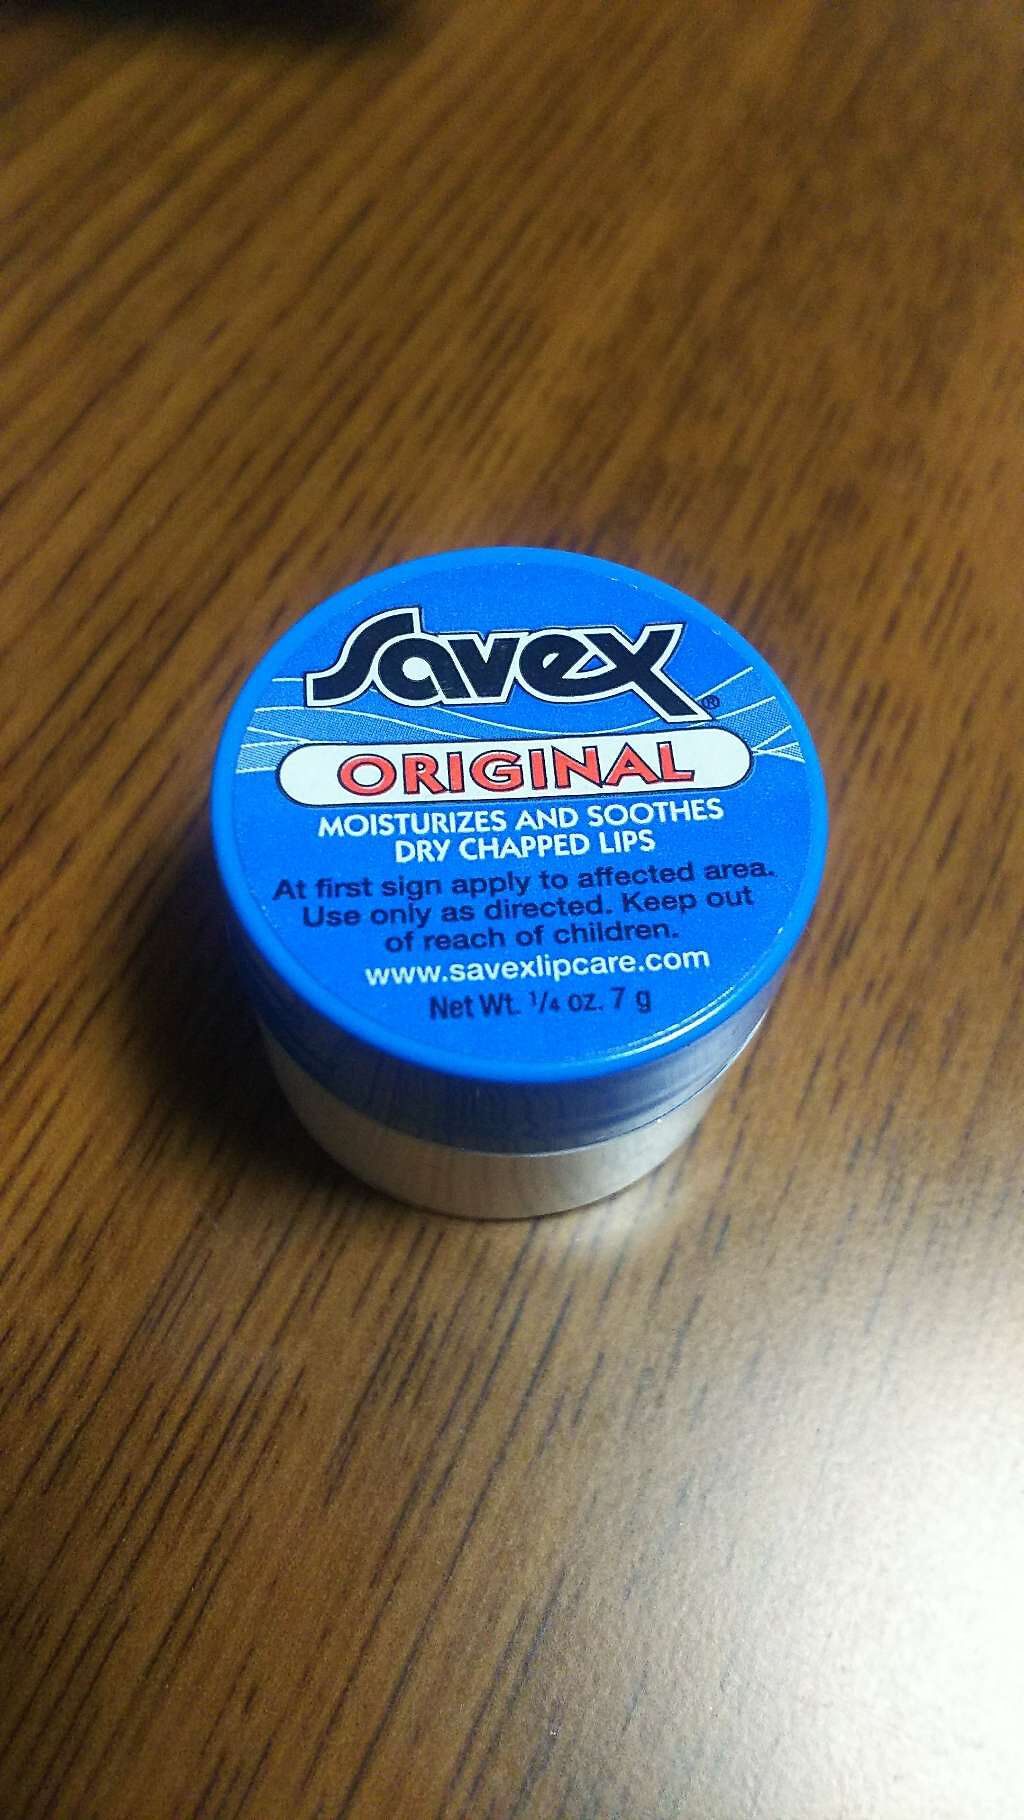 Savex®
ORIGINAL
MOISTURIZES AND SOOTHES
DRY CHAPPED LIPS
At first sign apply to affected area.
Use only as directed. Keep out
of reach of children.
www.savexlipcare.com
Net Wt. 1/4 oz. 7 g